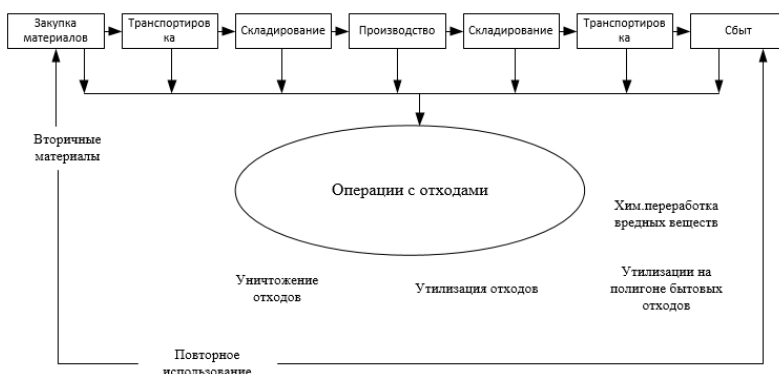 Закупка
материалов
Транспортиров
ка
Складирование
Производство
Складирование
Транспортиров
ка
Сбыт
Вторичные
материалы
Операции с отходами
Хим.переработка
вредных веществ
Уничтожение
отходов
Утилизация отходов
Утилизации на
полигоне бытовых
отходов
Повторное
использование